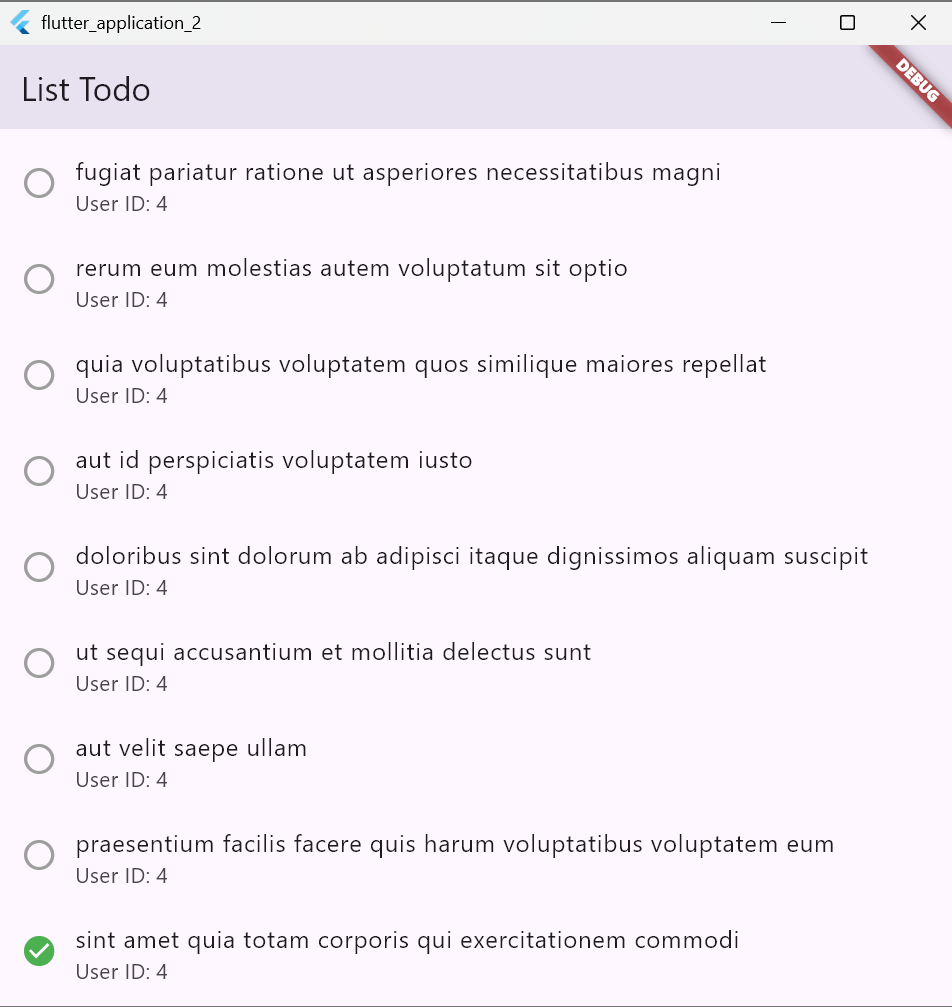 flutter_application_2
List Todo
DEBUG
fugiat pariatur ratione ut asperiores necessitatibus magni
User ID: 4
rerum eum molestias autem voluptatum sit optio
User ID: 4
quia voluptatibus voluptatem quos similique maiores repellat
User ID: 4
aut id perspiciatis voluptatem iusto
User ID: 4
doloribus sint dolorum ab adipisci itaque dignissimos aliquam suscipit
User ID: 4
ut sequi accusantium et mollitia delectus sunt
User ID: 4
aut velit saepe ullam
User ID: 4
praesentium facilis facere quis harum voluptatibus voluptatem eum
User ID: 4
sint amet quia totam corporis qui exercitationem commodi
User ID: 4